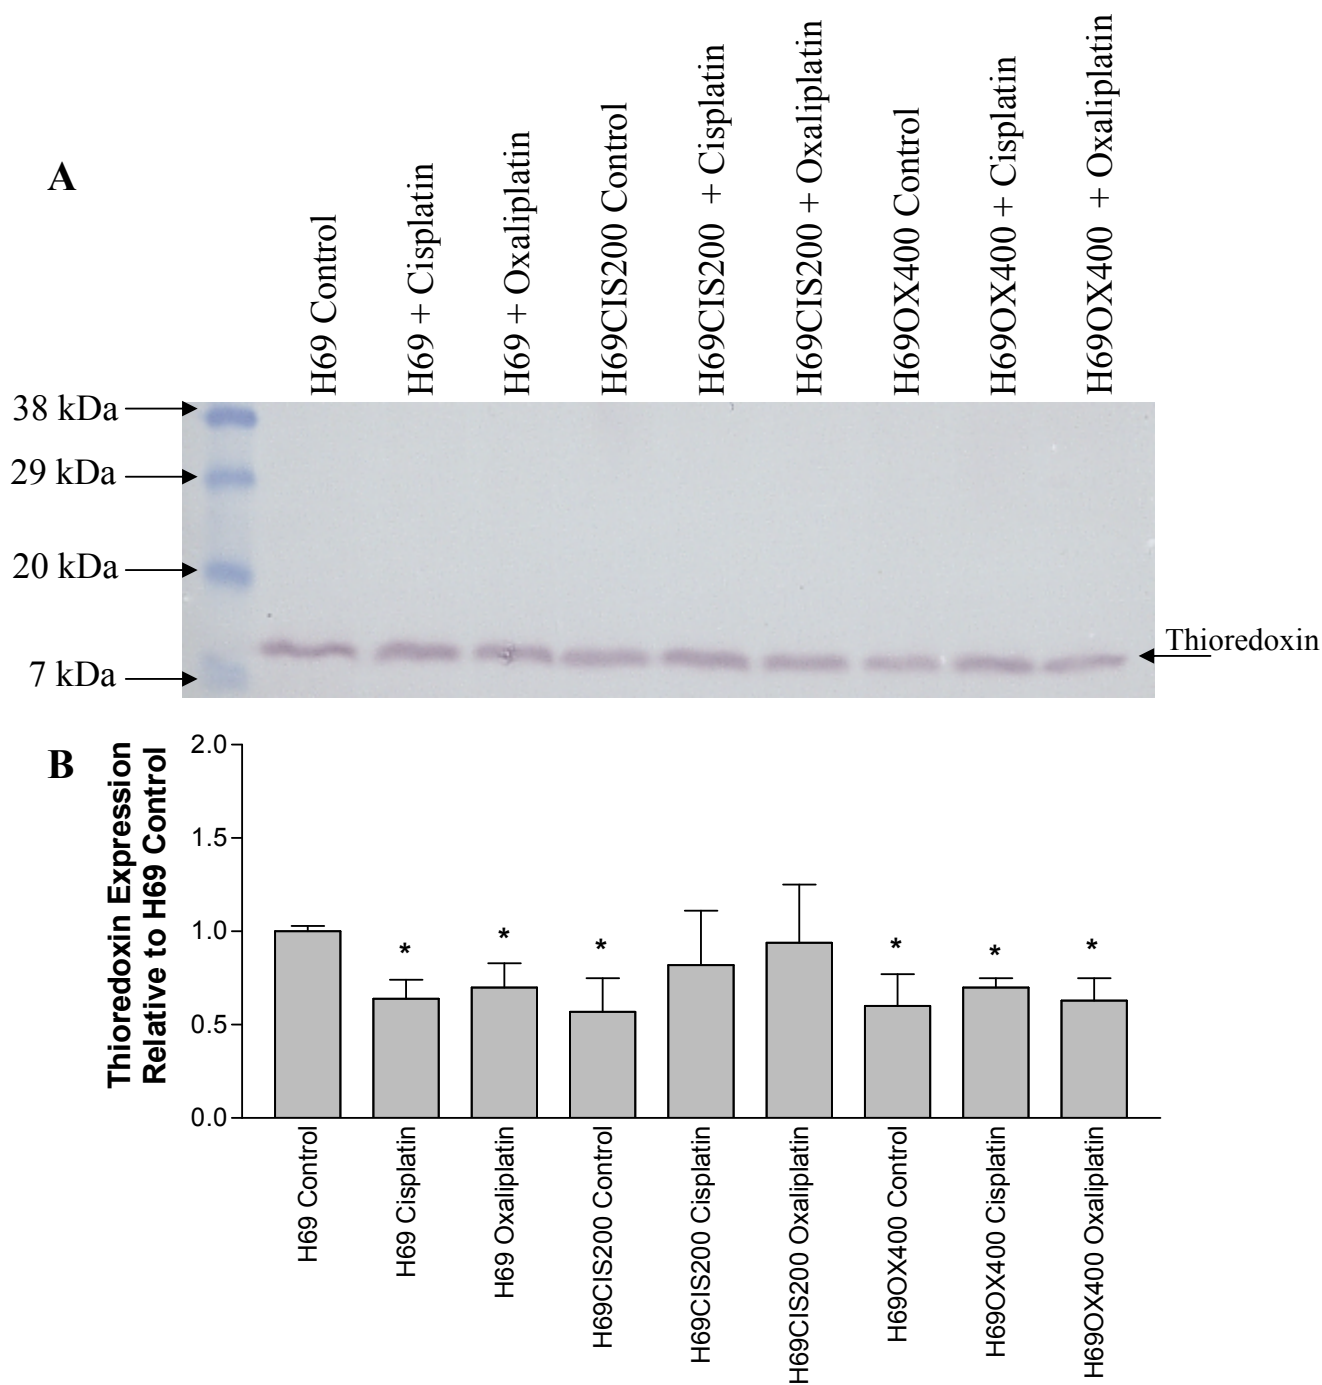 A
H69 Control
H69 + Cisplatin
H69 + Oxaliplatin
H69CIS200 Control
H69CIS200 + Cisplatin
H69CIS200 + Oxaliplatin
H69OX400 Control
H69OX400 + Cisplatin
H69OX400 + Oxaliplatin
38 kDa
29 kDa
20 kDa
7 kDa
Thioredoxin
B
Thioredoxin Expression
Relative to H69 Control
2.0
1.5
1.0
0.5
0.0
* * * * * *
H69 Control
H69 Cisplatin
H69 Oxaliplatin
H69CIS200 Control
H69CIS200 Cisplatin
H69CIS200 Oxaliplatin
H69OX400 Control
H69OX400 Cisplatin
H69OX400 Oxaliplatin